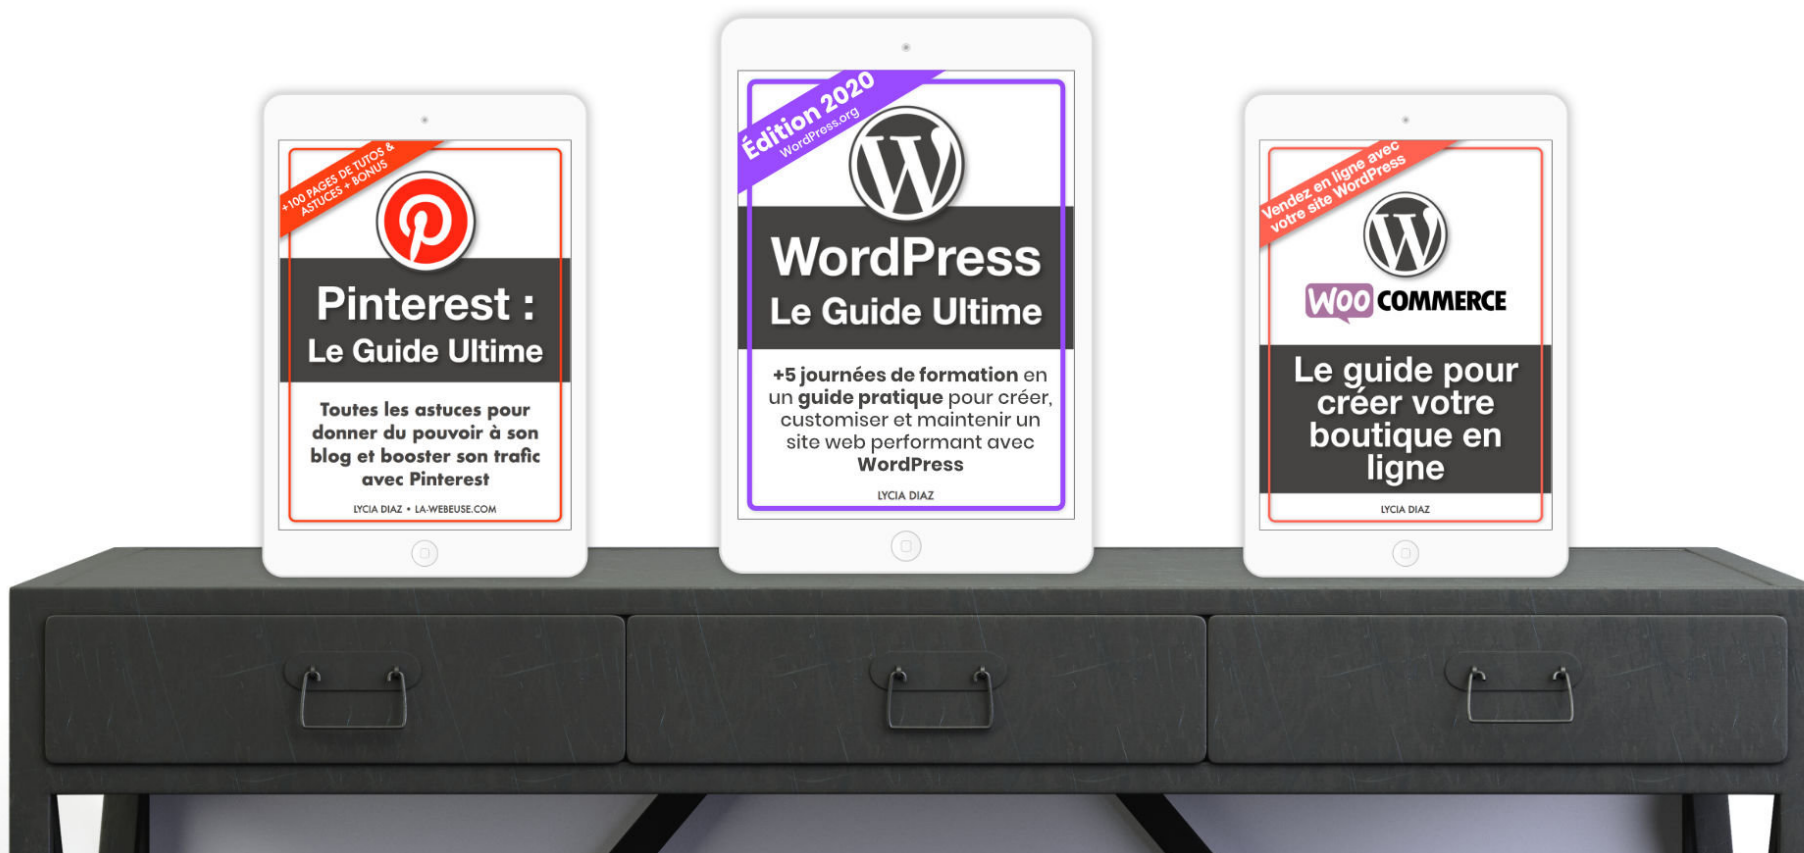 +100 PAGES DE TUTOS &
ASTUCES + BONUS
Pinterest :
Le Guide Ultime
Toutes les astuces pour
donner du pouvoir à son
blog et booster son trafic
avec Pinterest
LYCIA DIAZ • LA-WEBEUSE.COM
Édition 2020
WordPress.org
WordPress
Le Guide Ultime
+5 journées de formation en
un guide pratique pour créer,
customiser et maintenir un
site web performant avec
WordPress
LYCIA DIAZ
Vendez en ligne avec
votre site WordPress
WOO COMMERCE
Le guide pour
créer votre
boutique en
ligne
LYCIA DIAZ